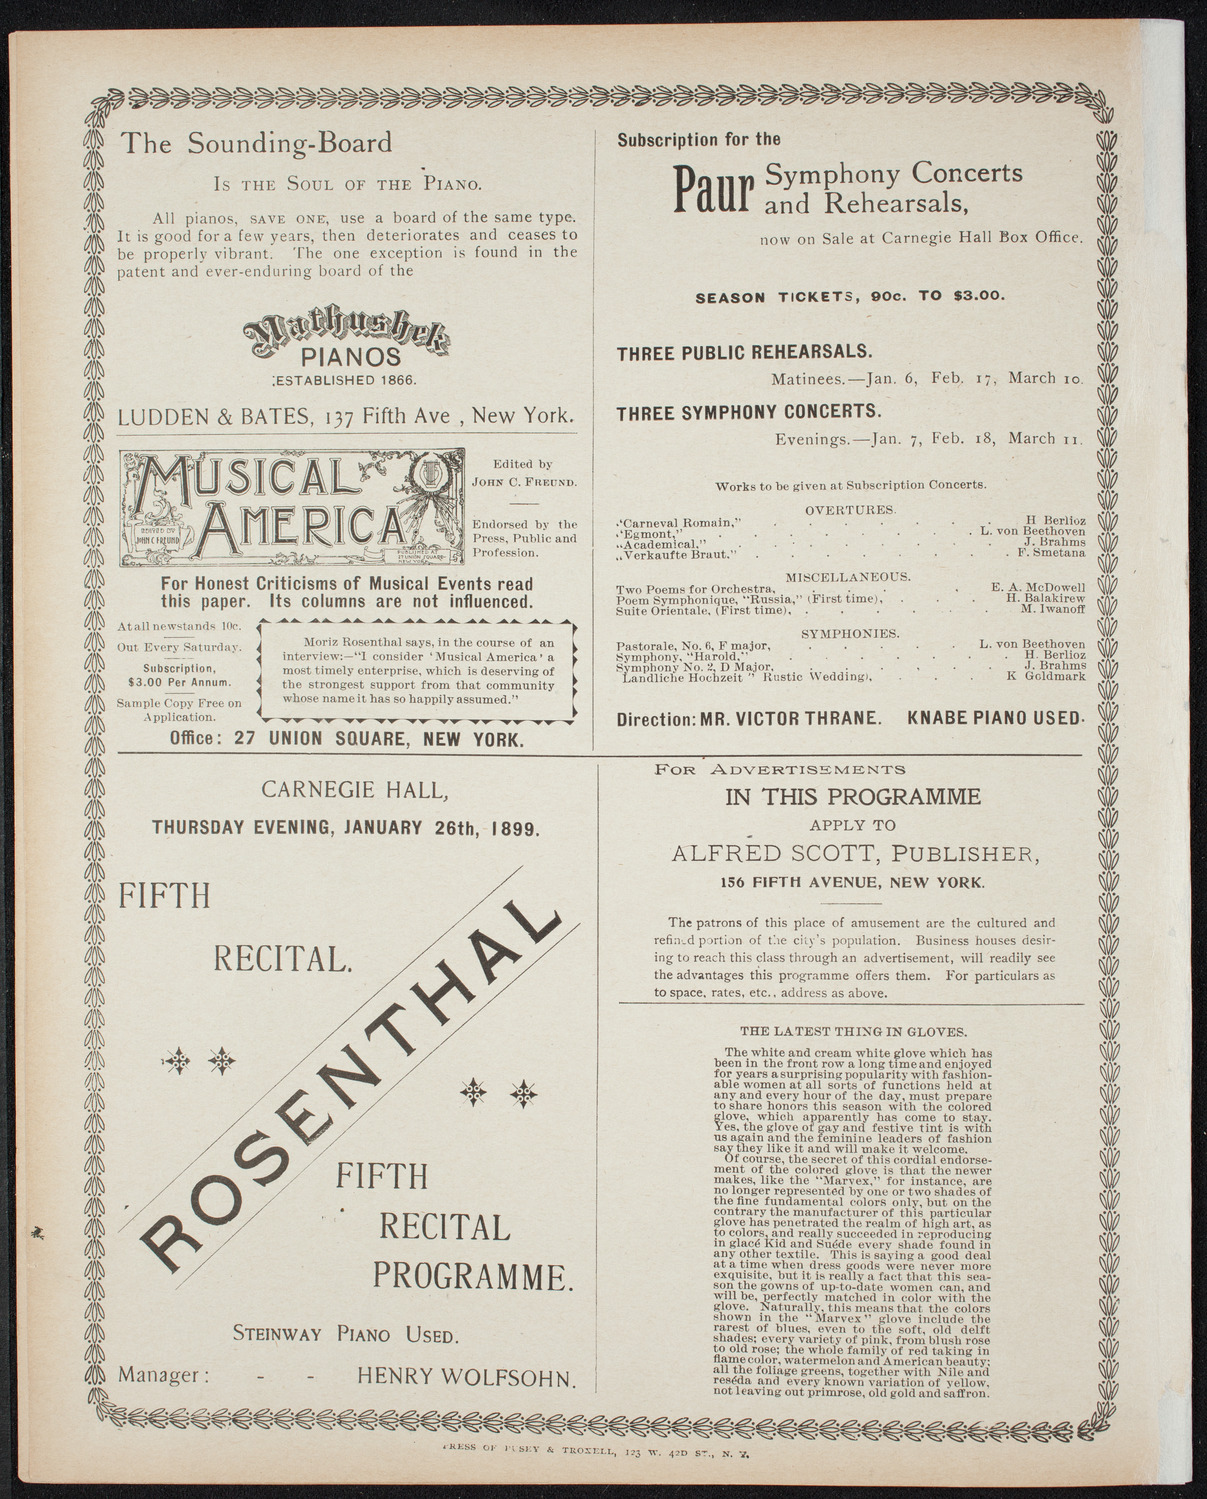 The Sounding-Board
Is the Soul of the Piano.
All pianos, save one, use a board of the same type.
It is good for a few years, then deteriorates and ceases to
be properly vibrant. The one exception is found in the
patent and ever-enduring board of the
Mathushek
PIANOS
ESTABLISHED 1866.
LUDDEN & BATES, 137 Fifth Ave , New York.
MUSICAL
AMERICA
EDITED BY
JOHN C FREUND
PUBLISHED AT
27 UNION SQUARE
NEW YORK
Edited by
John C. Freund.
Endorsed by the
Press, Public and
Profession.
For Honest Criticisms of Musical Events read
this paper. Its columns are not influenced.
At all newstands 10c.
Out Every Saturday.
Subscription,
$3.00 Per Annum.
Sample Copy Free on
Application.
Moriz Rosenthal says, in the course of an
interview:—"I consider 'Musical America' a
most timely enterprise, which is deserving of
the strongest support from that community
whose name it has so happily assumed."
Office: 27 UNION SQUARE, NEW YORK.
Subscription for the
Paur Symphony Concerts
and Rehearsals,
now on Sale at Carnegie Hall Box Office.
SEASON TICKETS, 90c. TO $3.00.
THREE PUBLIC REHEARSALS.
Matinees.—Jan. 6, Feb. 17, March 10.
THREE SYMPHONY CONCERTS.
Evenings.—Jan. 7, Feb. 18, March 11.
Works to be given at Subscription Concerts.
OVERTURES.
"Carneval Romain," . . . . . . H Berlioz
"Egmont," . . . . . . L. von Beethoven
"Academical," . . . . . . J. Brahms
"Verkaufte Braut." . . . . . . F. Smetana
MISCELLANEOUS.
Two Poems for Orchestra, . . . . E. A. McDowell
Poem Symphonique, "Russia," (First time), . . . H. Balakirew
Suite Orientale, (First time), . . . . . M. Iwanoff
SYMPHONIES.
Pastorale, No. 6, F major, . . . . . L. von Beethoven
Symphony, "Harold," . . . . . . H. Berlioz
Symphony No. 2, D Major, . . . . . J. Brahms
"Landliche Hochzeit " Rustic Wedding), . . . . K Goldmark
Direction: MR. VICTOR THRANE. KNABE PIANO USED.
CARNEGIE HALL,
THURSDAY EVENING, JANUARY 26th, 1899.
FIFTH
RECITAL.
ROSENTHAL
FIFTH
RECITAL
PROGRAMME.
Steinway Piano Used.
Manager: - - HENRY WOLFSOHN.
For Advertisements
IN THIS PROGRAMME
APPLY TO
ALFRED SCOTT, Publisher,
156 FIFTH AVENUE, NEW YORK.
The patrons of this place of amusement are the cultured and
refined portion of the city's population. Business houses desir-
ing to reach this class through an advertisement, will readily see
the advantages this programme offers them. For particulars as
to space, rates, etc., address as above.
THE LATEST THING IN GLOVES.
The white and cream white glove which has
been in the front row a long time and enjoyed
for years a surprising popularity with fashion-
able women at all sorts of functions held at
any and every hour of the day, must prepare
to share honors this season with the colored
glove, which apparently has come to stay.
Yes, the glove of gay and festive tint is with
us again and the feminine leaders of fashion
say they like it and will make it welcome.
Of course, the secret of this cordial endorse-
ment of the colored glove is that the newer
makes, like the "Marvex," for instance, are
no longer represented by one or two shades of
the fine fundamental colors only, but on the
contrary the manufacturer of this particular
glove has penetrated the realm of high art, as
to colors, and really succeeded in reproducing
in glacé Kid and Suéde every shade found in
any other textile. This is saying a good deal
at a time when dress goods were never more
exquisite, but it is really a fact that this sea-
son the gowns of up-to-date women can, and
will be, perfectly matched in color with the
glove. Naturally, this means that the colors
shown in the "Marvex" glove include the
rarest of blues, even to the soft, old delft
shades; every variety of pink, from blush rose
to old rose; the whole family of red taking in
flame color, watermelon and American beauty;
all the foliage greens, together with Nile and
reséda and every known variation of yellow,
not leaving out primrose, old gold and saffron.
PRESS OF PUSEY & TROXELL, 123 W. 42D ST., N. Y.